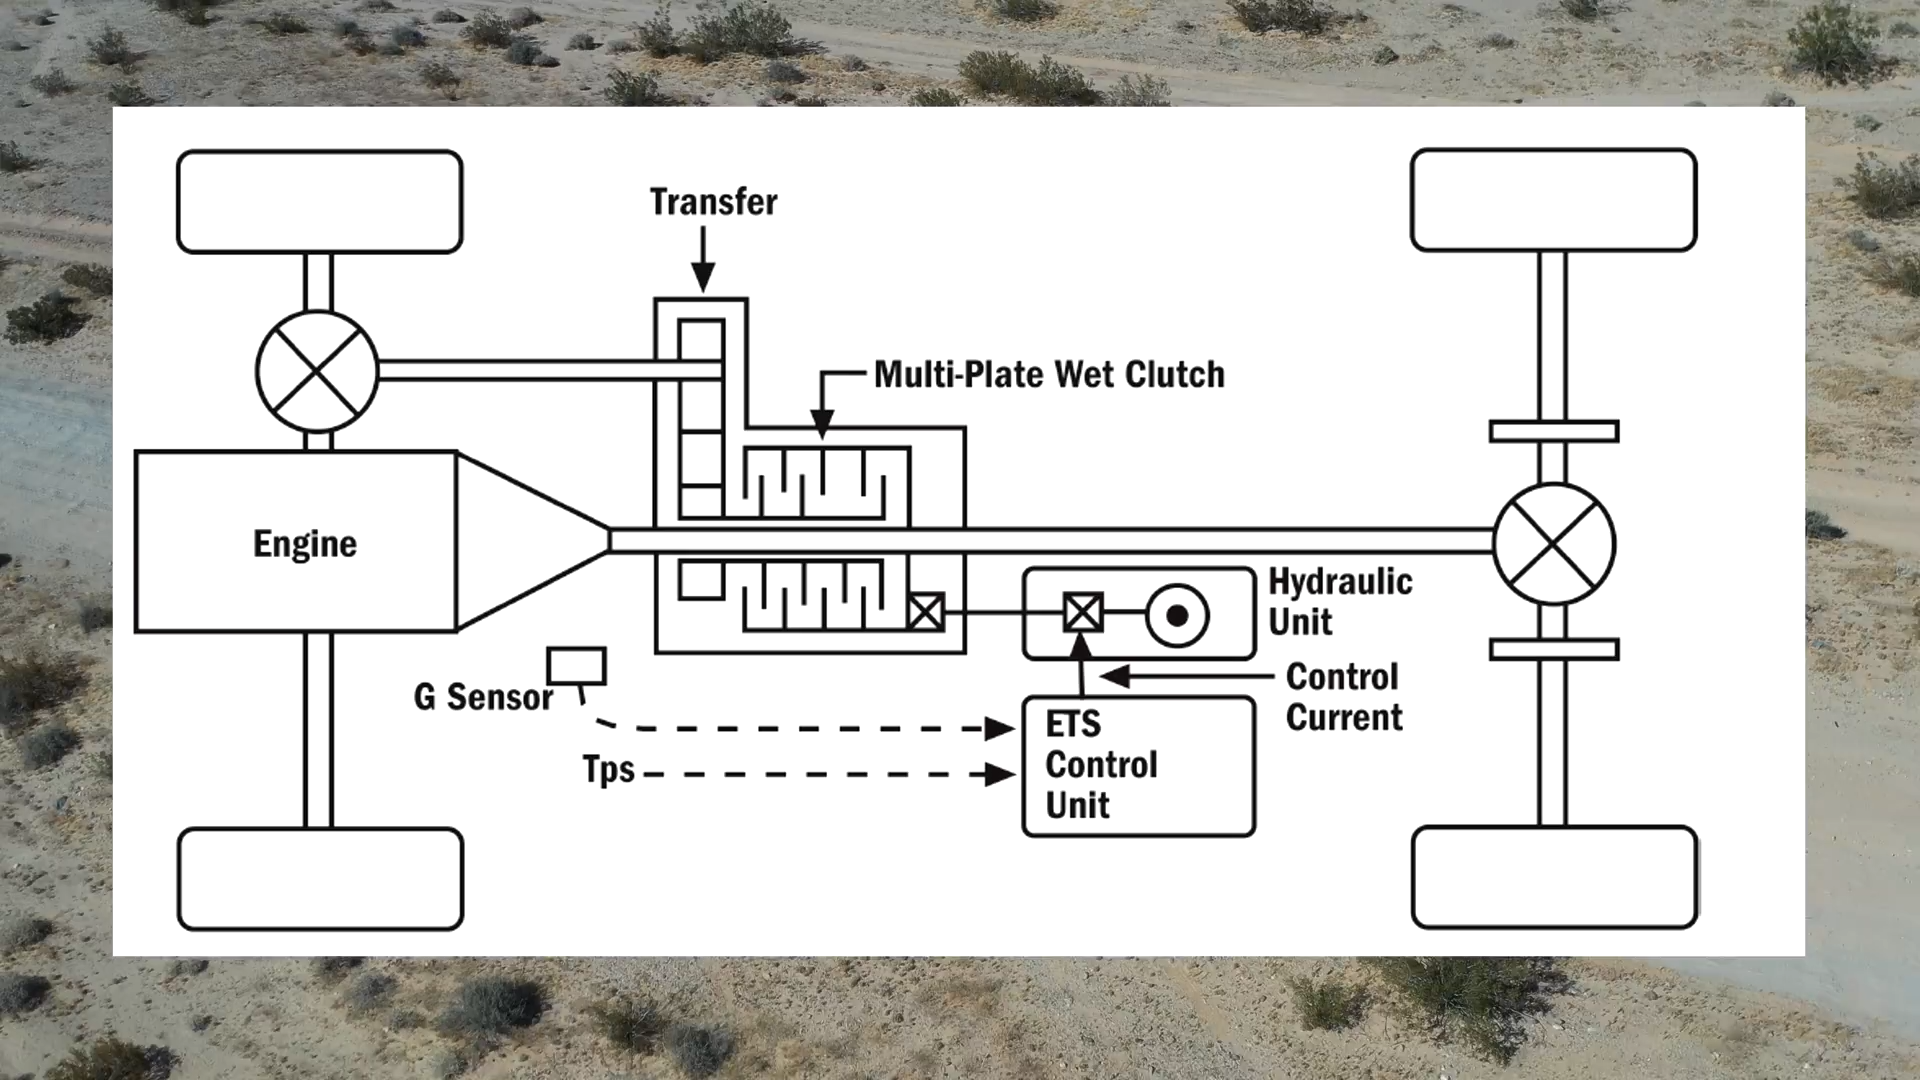 Transfer
Multi-Plate Wet Clutch
Engine
Hydraulic
Unit
G Sensor
Control
Current
ETS
Control
Unit
Tps